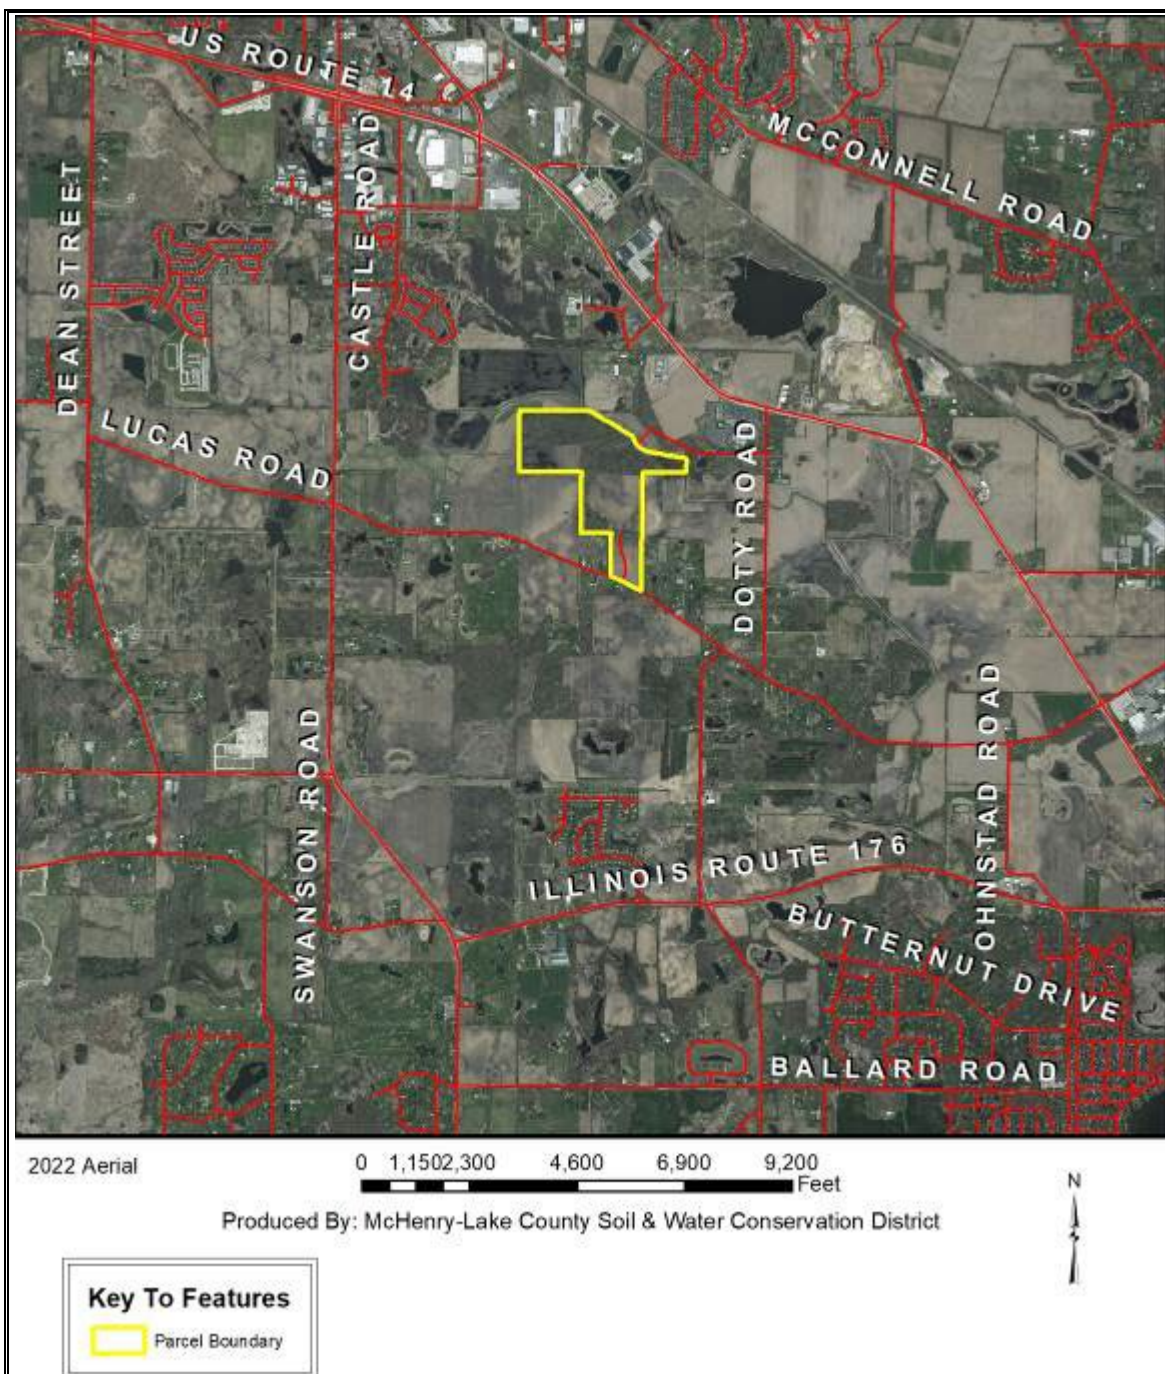 US ROUTE 14
MCCONNELL ROAD
CASTLE ROAD
DEAN STREET
LUCAS ROAD
DOTY ROAD
OHNSTAD ROAD
SWANSON ROAD
ILLINOIS ROUTE 176
BUTTERNUT DRIVE
BALLARD ROAD
2022 Aerial
0 1,150 2,300 4,600 6,900 9,200
Feet
N
Produced By: McHenry-Lake County Soil & Water Conservation District
Key To Features
Parcel Boundary